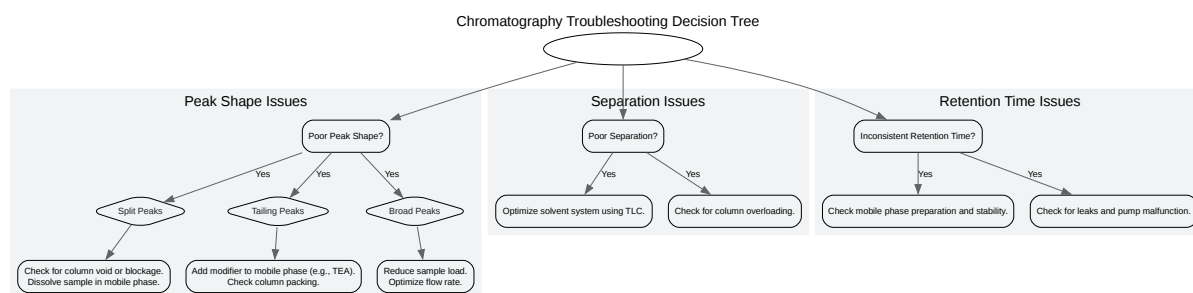 Chromatography Troubleshooting Decision Tree
Peak Shape Issues
Separation Issues
Retention Time Issues
Poor Peak Shape?
Poor Separation?
Inconsistent Retention Time?
Yes
Yes
Yes
Yes
Yes
Yes
Yes
Split Peaks
Tailing Peaks
Broad Peaks
Optimize solvent system using TLC.
Check for column overloading.
Check mobile phase preparation and stability.
Check for leaks and pump malfunction.
Check for column void or blockage.
Dissolve sample in mobile phase.
Add modifier to mobile phase (e.g., TEA).
Check column packing.
Reduce sample load.
Optimize flow rate.